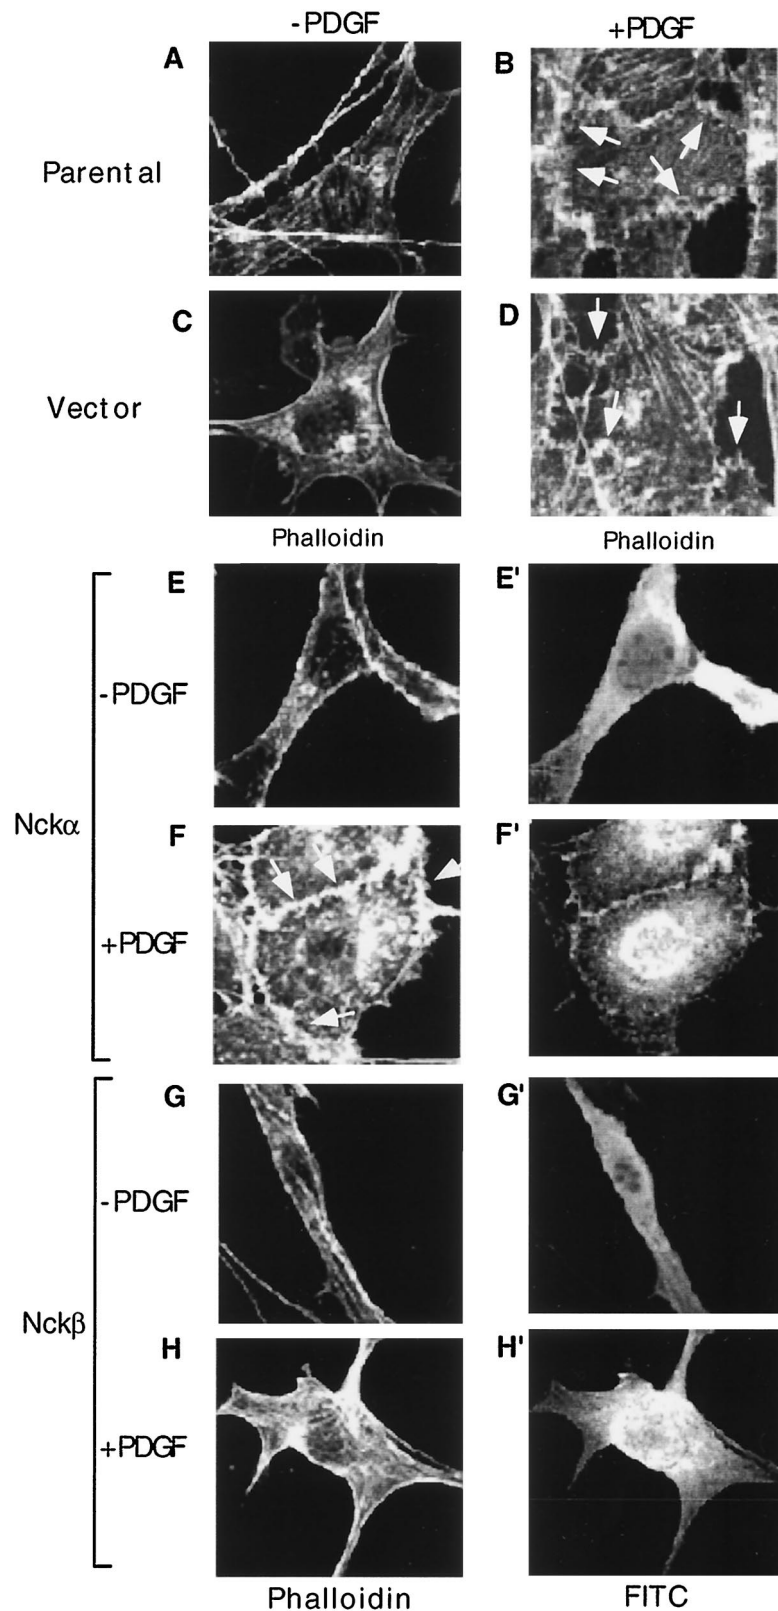 -PDGF +PDGF
A B
Parental
C D
Vector
Phalloidin Phalloidin
E E'
-PDGF
Nckα
F F'
+PDGF
G G'
-PDGF
Nckβ
H H'
+PDGF
Phalloidin FITC